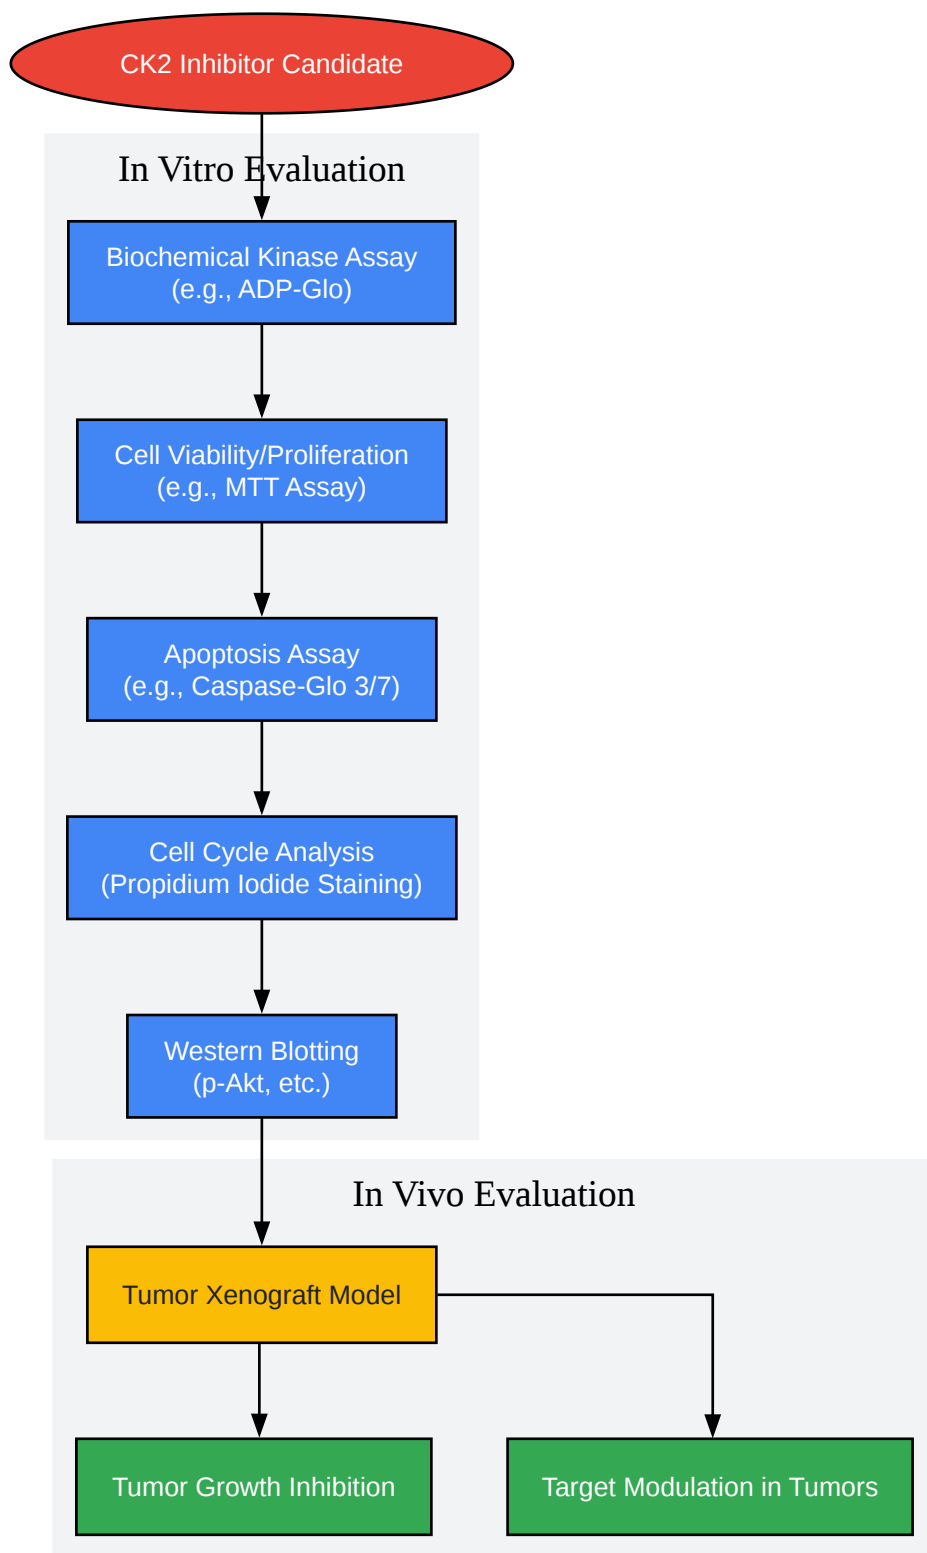 CK2 Inhibitor Candidate
In Vitro Evaluation
Biochemical Kinase Assay
(e.g., ADP-Glo)
Cell Viability/Proliferation
(e.g., MTT Assay)
Apoptosis Assay
(e.g., Caspase-Glo 3/7)
Cell Cycle Analysis
(Propidium Iodide Staining)
Western Blotting
(p-Akt, etc.)
In Vivo Evaluation
Tumor Xenograft Model
Tumor Growth Inhibition
Target Modulation in Tumors